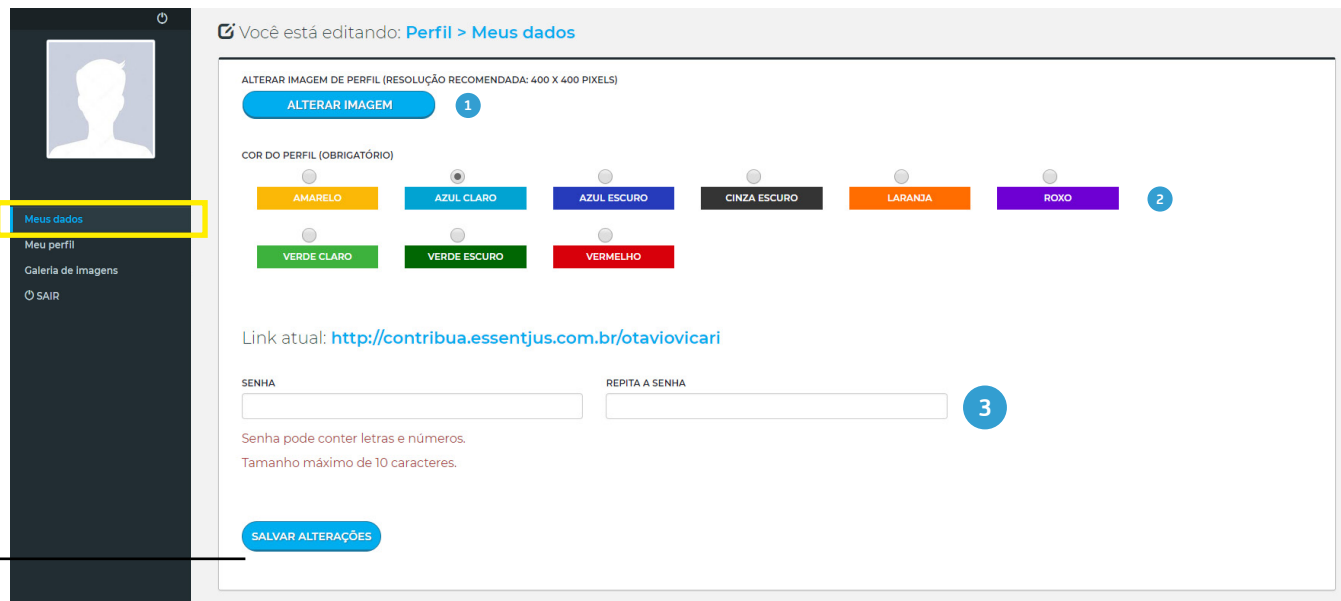 Você está editando: Perfil > Meus dados
ALTERAR IMAGEM DE PERFIL (RESOLUÇÃO RECOMENDADA: 400 X 400 PIXELS)
ALTERAR IMAGEM
1
COR DO PERFIL (OBRIGATÓRIO)
AMARELO AZUL CLARO AZUL ESCURO CINZA ESCURO LARANJA ROXO
2
VERDE CLARO VERDE ESCURO VERMELHO
Meus dados
Meu perfil
Galeria de imagens
SAIR
Link atual: http://contribua.essentjus.com.br/otaviovicari
SENHA REPITA A SENHA
3
Senha pode conter letras e números.
Tamanho máximo de 10 caracteres.
SALVAR ALTERAÇÕES